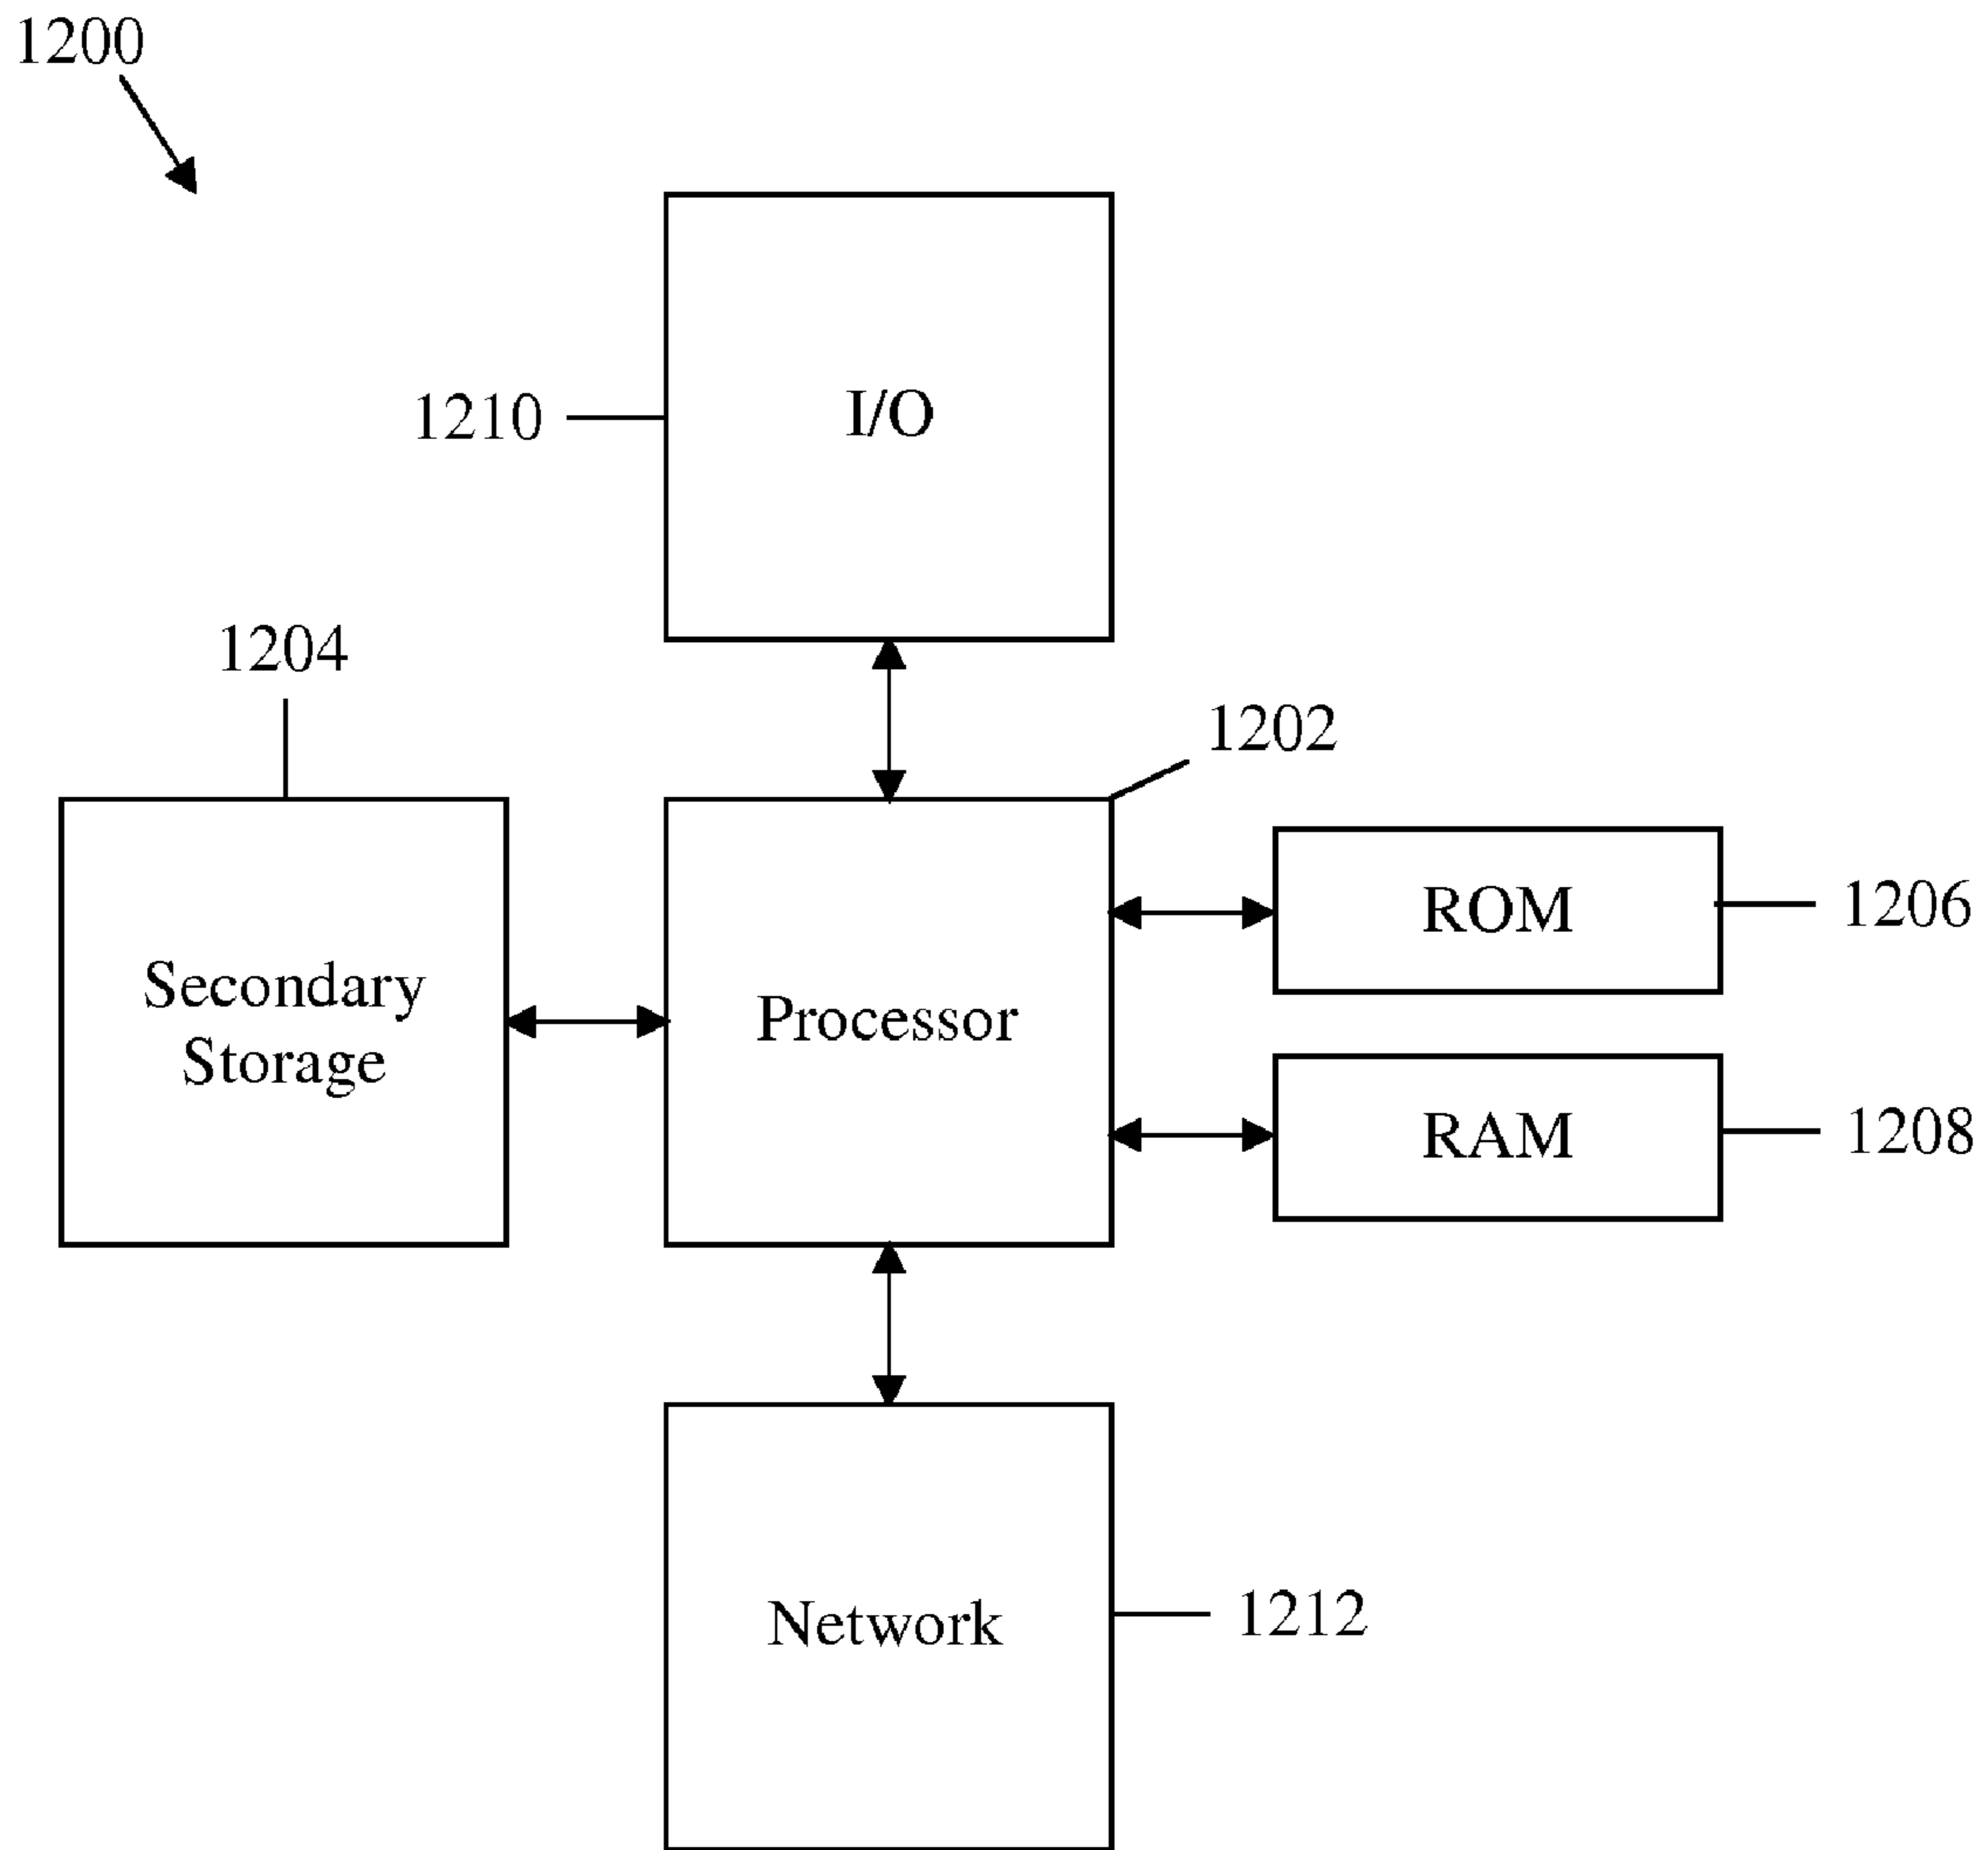 1200
1210
I/O
1204
1202
Secondary
Storage
Processor
ROM
1206
RAM
1208
Network
1212